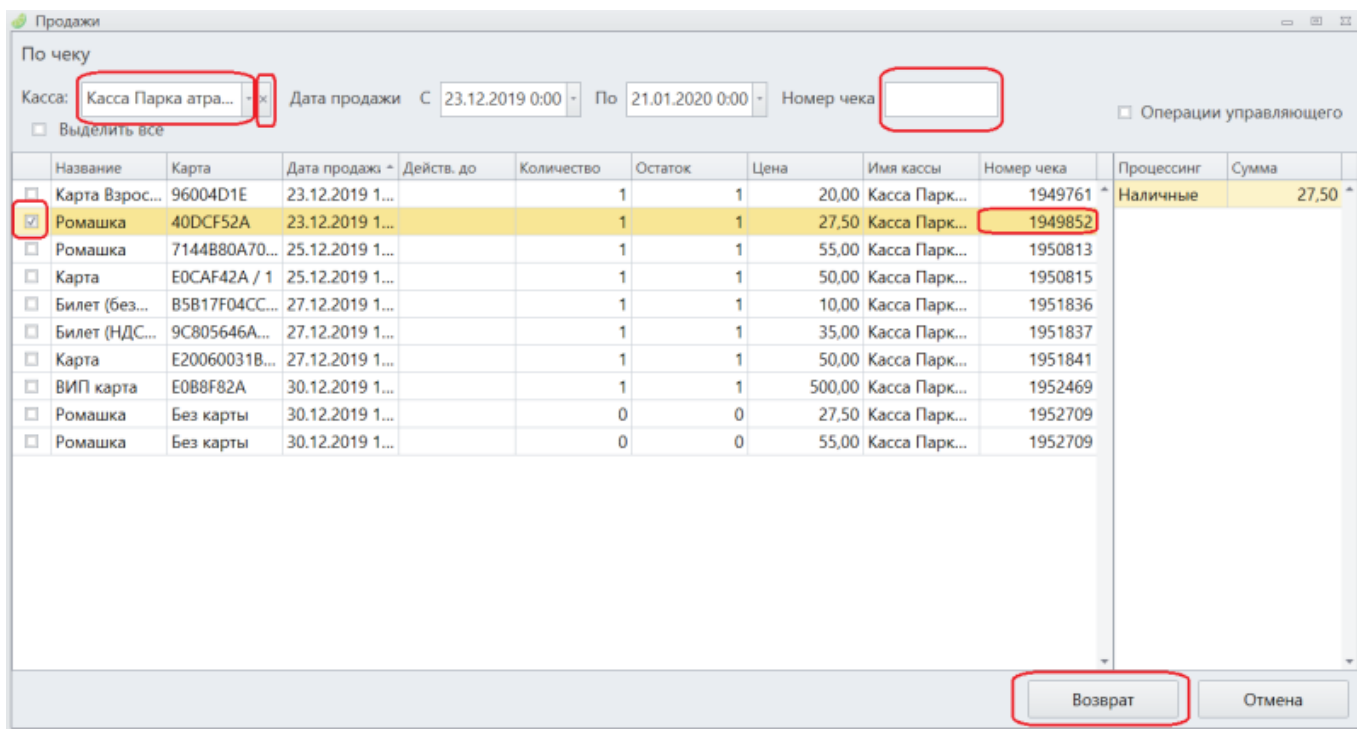 Продажи
По чеку
Касса: Касса Парка атра... × Дата продажи С 23.12.2019 0:00 По 21.01.2020 0:00 Номер чека
Операции управляющего
Выделить все
Название Карта Дата продажи Действ. до Количество Остаток Цена Имя кассы Номер чека Процессинг Сумма
Карта Взрос... 96004D1E 23.12.2019 1... 1 1 20,00 Касса Парк... 1949761 Наличные 27,50
Ромашка 40DCF52A 23.12.2019 1... 1 1 27,50 Касса Парк... 1949852
Ромашка 7144B80A70... 25.12.2019 1... 1 1 55,00 Касса Парк... 1950813
Карта E0CAF42A / 1 25.12.2019 1... 1 1 50,00 Касса Парк... 1950815
Билет (без... B5B17F04CC... 27.12.2019 1... 1 1 10,00 Касса Парк... 1951836
Билет (НДС... 9C805646A... 27.12.2019 1... 1 1 35,00 Касса Парк... 1951837
Карта E20060031B... 27.12.2019 1... 1 1 50,00 Касса Парк... 1951841
ВИП карта E0B8F82A 30.12.2019 1... 1 1 500,00 Касса Парк... 1952469
Ромашка Без карты 30.12.2019 1... 0 0 27,50 Касса Парк... 1952709
Ромашка Без карты 30.12.2019 1... 0 0 55,00 Касса Парк... 1952709
Возврат Отмена